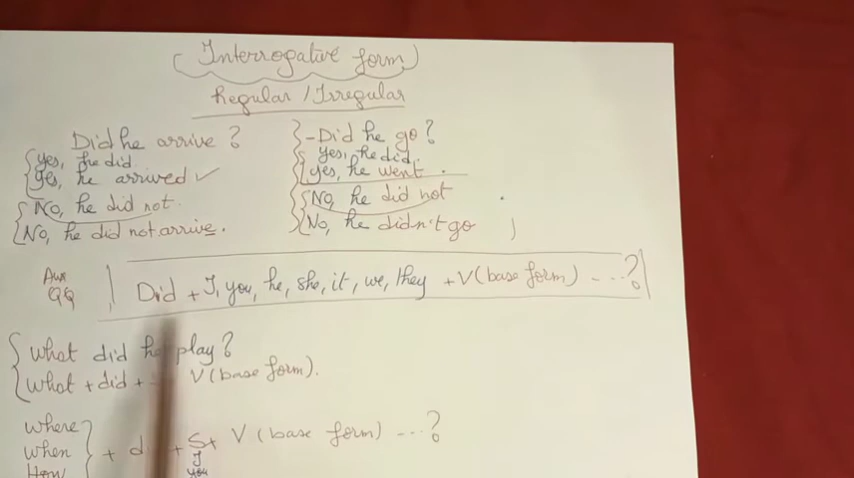 (Interrogative form)
Regular / Irregular
Did he arrive ?
yes, he did.
yes, he arrived ✓
No, he did not.
No, he did not arrive.
-Did he go ?
yes, he did.
yes, he went.
No, he did not
No, he didn't go
Aux
Did + I, you, he, she, it, we, they + V (base form) ---?
what did he play ?
what + did + V (base form).
where
when
How
+ d + S+ V (base form) ---?
I
you